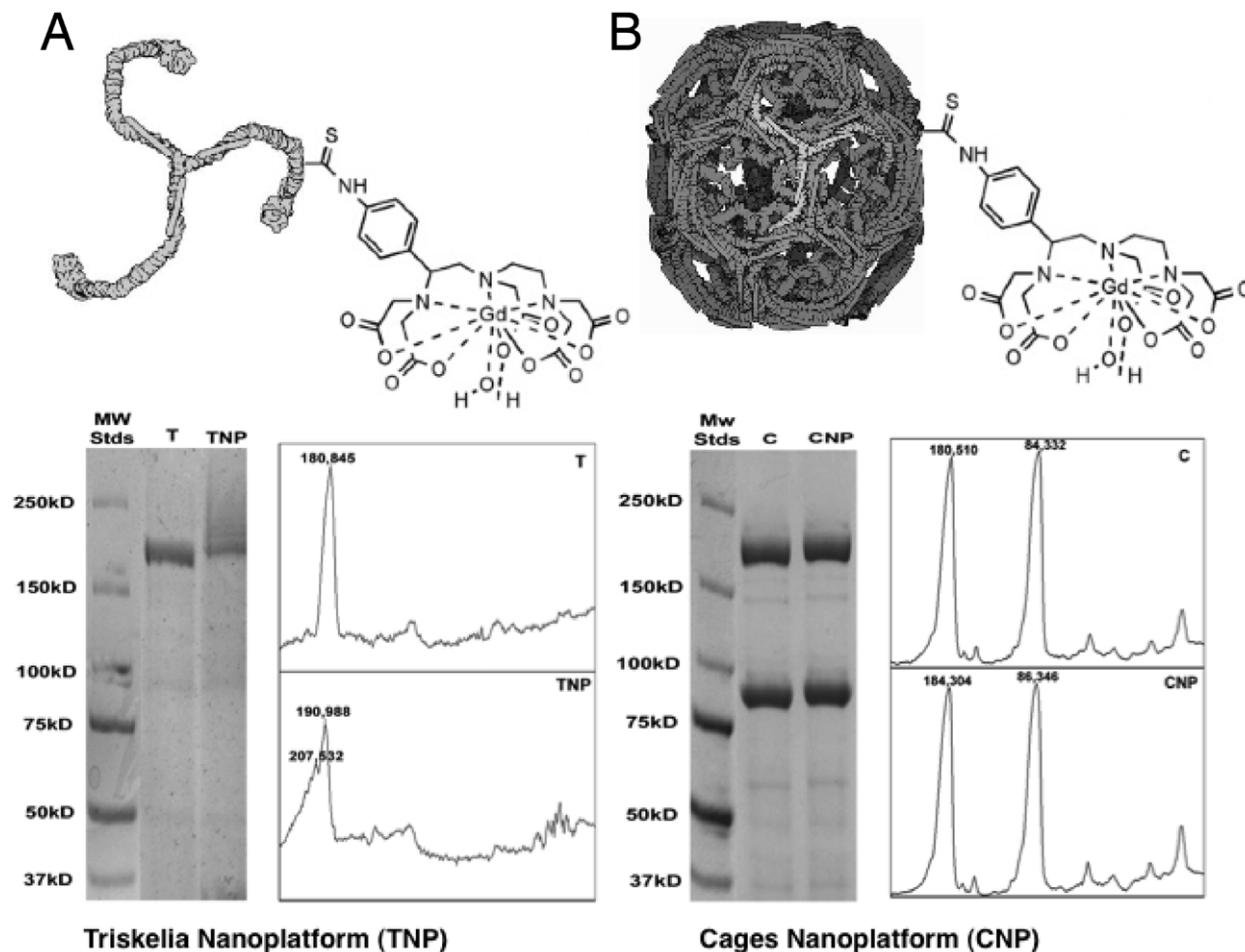 A
B
S
NH
N
N
N
Gd
O
O
O
O
O
O
O
O
H
H
S
NH
N
N
N
Gd
O
O
O
O
O
O
O
O
H
H
MW
Stds
T
TNP
250kD
150kD
100kD
75kD
50kD
37kD
180,845
T
TNP
190,988
207,532
Mw
Stds
C
CNP
250kD
150kD
100kD
75kD
50kD
37kD
180,510
84,332
C
184,304
86,346
CNP
Triskelia Nanoplatform (TNP)
Cages Nanoplatform (CNP)